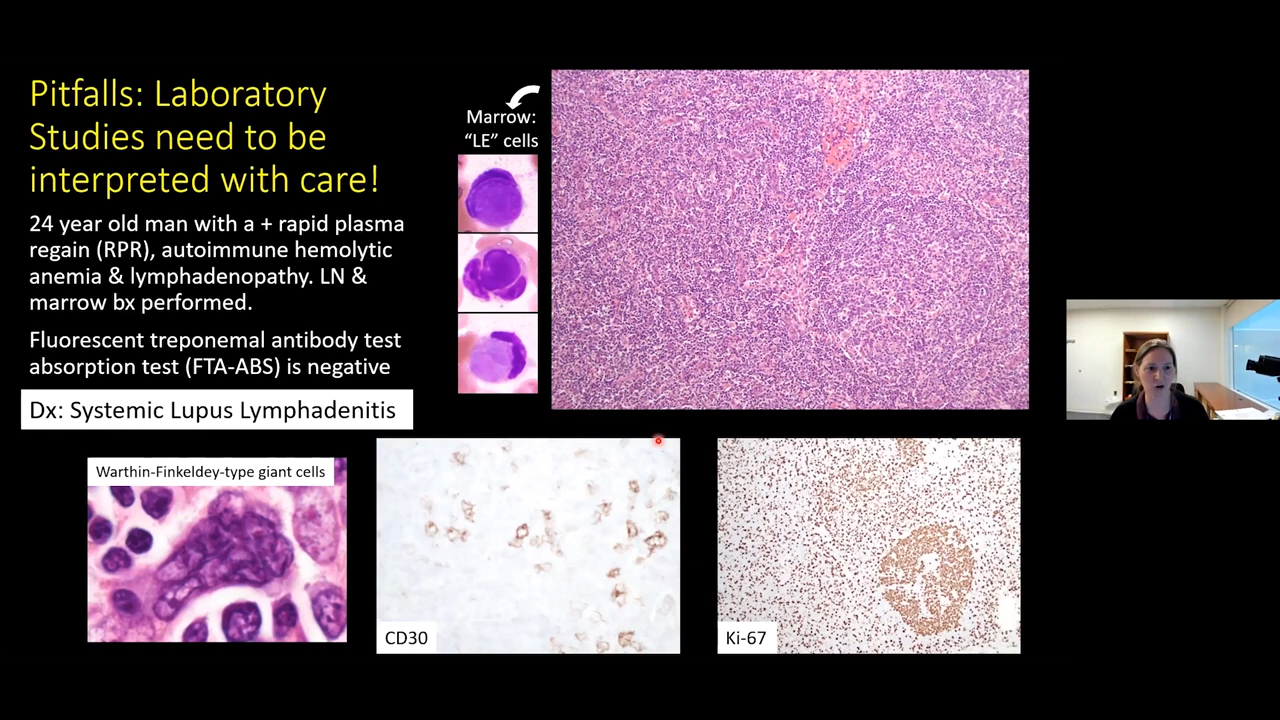 Pitfalls: Laboratory
Studies need to be
interpreted with care!
24 year old man with a + rapid plasma
regain (RPR), autoimmune hemolytic
anemia & lymphadenopathy. LN &
marrow bx performed.
Fluorescent treponemal antibody test
absorption test (FTA-ABS) is negative
Dx: Systemic Lupus Lymphadenitis
Marrow:
“LE” cells
Warthin-Finkeldey-type giant cells
CD30
Ki-67